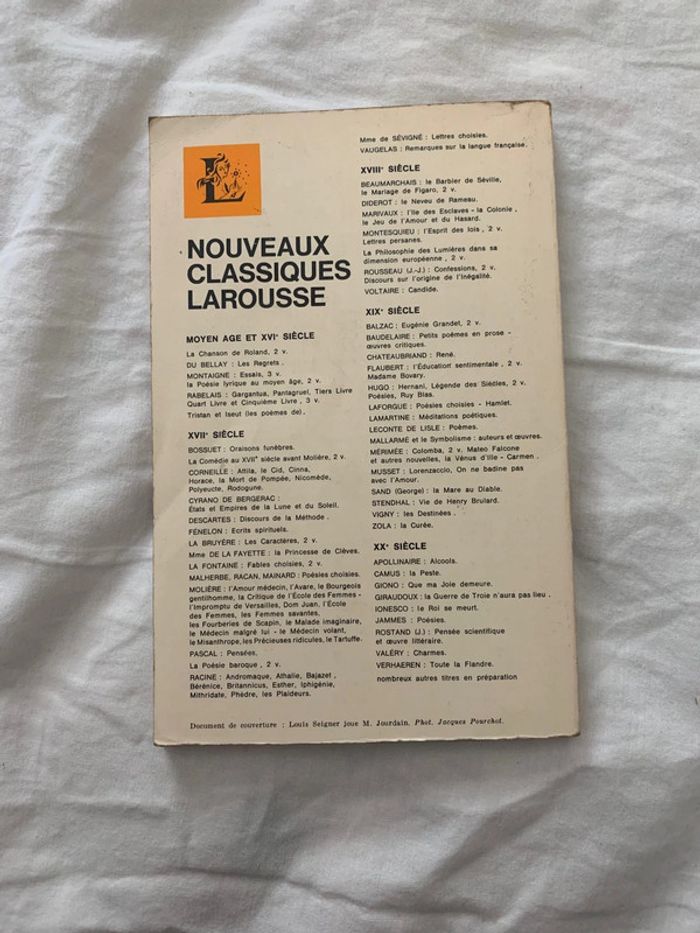 L
NOUVEAUX
CLASSIQUES
LAROUSSE
MOYEN AGE ET XVIe SIÈCLE
La Chanson de Roland, 2 v.
DU BELLAY : Les Regrets.
MONTAIGNE : Essais, 3 v.
la Poésie lyrique au moyen âge, 2 v.
RABELAIS : Gargantua, Pantagruel, Tiers Livre
Quart Livre et Cinquième Livre, 3 v.
Tristan et Iseut (les poèmes de).
XVIIe SIÈCLE
BOSSUET : Oraisons funèbres.
La Comédie au XVIIe siècle avant Molière, 2 v.
CORNEILLE : Attila, le Cid, Cinna,
Horace, la Mort de Pompée, Nicomède,
Polyeucte, Rodogune.
CYRANO DE BERGERAC :
États et Empires de la Lune et du Soleil.
DESCARTES : Discours de la Méthode.
FÉNELON : Ecrits spirituels.
LA BRUYÈRE : Les Caractères, 2 v.
Mme DE LA FAYETTE : la Princesse de Clèves.
LA FONTAINE : Fables choisies, 2 v.
MALHERBE, RACAN, MAINARD : Poésies choisies.
MOLIÈRE : l'Amour médecin, l'Avare, le Bourgeois
gentilhomme, la Critique de l'École des Femmes -
l'Impromptu de Versailles, Dom Juan, l'École
des Femmes, les Femmes savantes,
les Fourberies de Scapin, le Malade imaginaire,
le Médecin malgré lui - le Médecin volant,
le Misanthrope, les Précieuses ridicules, le Tartuffe.
PASCAL : Pensées.
La Poésie baroque, 2 v.
RACINE : Andromaque, Athalie, Bajazet,
Bérénice, Britannicus, Esther, Iphigénie,
Mithridate, Phèdre, les Plaideurs.
Mme de SÉVIGNÉ : Lettres choisies.
VAUGELAS : Remarques sur la langue française.
XVIIIe SIÈCLE
BEAUMARCHAIS : le Barbier de Séville,
le Mariage de Figaro, 2 v.
DIDEROT : le Neveu de Rameau.
MARIVAUX : l'Ile des Esclaves - la Colonie,
le Jeu de l'Amour et du Hasard.
MONTESQUIEU : l'Esprit des lois, 2 v.
Lettres persanes.
La Philosophie des Lumières dans sa
dimension européenne, 2 v.
ROUSSEAU (J.-J.) : Confessions, 2 v.
Discours sur l'origine de l'Inégalité.
VOLTAIRE : Candide.
XIXe SIÈCLE
BALZAC : Eugénie Grandet, 2 v.
BAUDELAIRE : Petits poèmes en prose -
œuvres critiques.
CHATEAUBRIAND : René.
FLAUBERT : l'Éducation sentimentale, 2 v.
Madame Bovary.
HUGO : Hernani, Légende des Siècles, 2 v.
Poésies, Ruy Blas.
LAFORGUE : Poésies choisies - Hamlet.
LAMARTINE : Méditations poétiques.
LECONTE DE LISLE : Poèmes.
MALLARMÉ et le Symbolisme : auteurs et œuvres.
MÉRIMÉE : Colomba, 2 v. Mateo Falcone
et autres nouvelles, la Vénus d'Ille - Carmen.
MUSSET : Lorenzaccio, On ne badine pas
avec l'Amour.
SAND (George) : la Mare au Diable.
STENDHAL : Vie de Henry Brulard.
VIGNY : les Destinées.
ZOLA : la Curée.
XXe SIÈCLE
APOLLINAIRE : Alcools.
CAMUS : la Peste.
GIONO : Que ma Joie demeure.
GIRAUDOUX : la Guerre de Troie n'aura pas lieu.
IONESCO : le Roi se meurt.
JAMMES : Poésies.
ROSTAND (J.) : Pensée scientifique
et œuvre littéraire.
VALÉRY : Charmes.
VERHAEREN : Toute la Flandre.
nombreux autres titres en préparation
Document de couverture : Louis Seigner joue M. Jourdain. Phot. Jacques Pourchot.